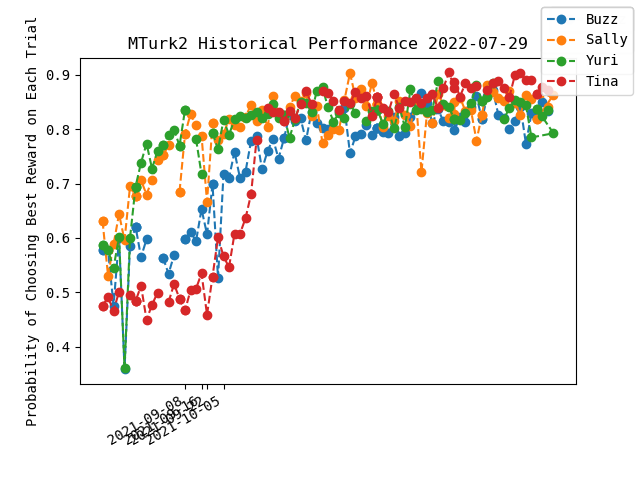 MTurk2 Historical Performance 2022-07-29
Buzz
Sally
Yuri
Tina
Probability of Choosing Best Reward on Each Trial
0.9
0.8
0.7
0.6
0.5
0.4
2021-09-08
2021-10-05